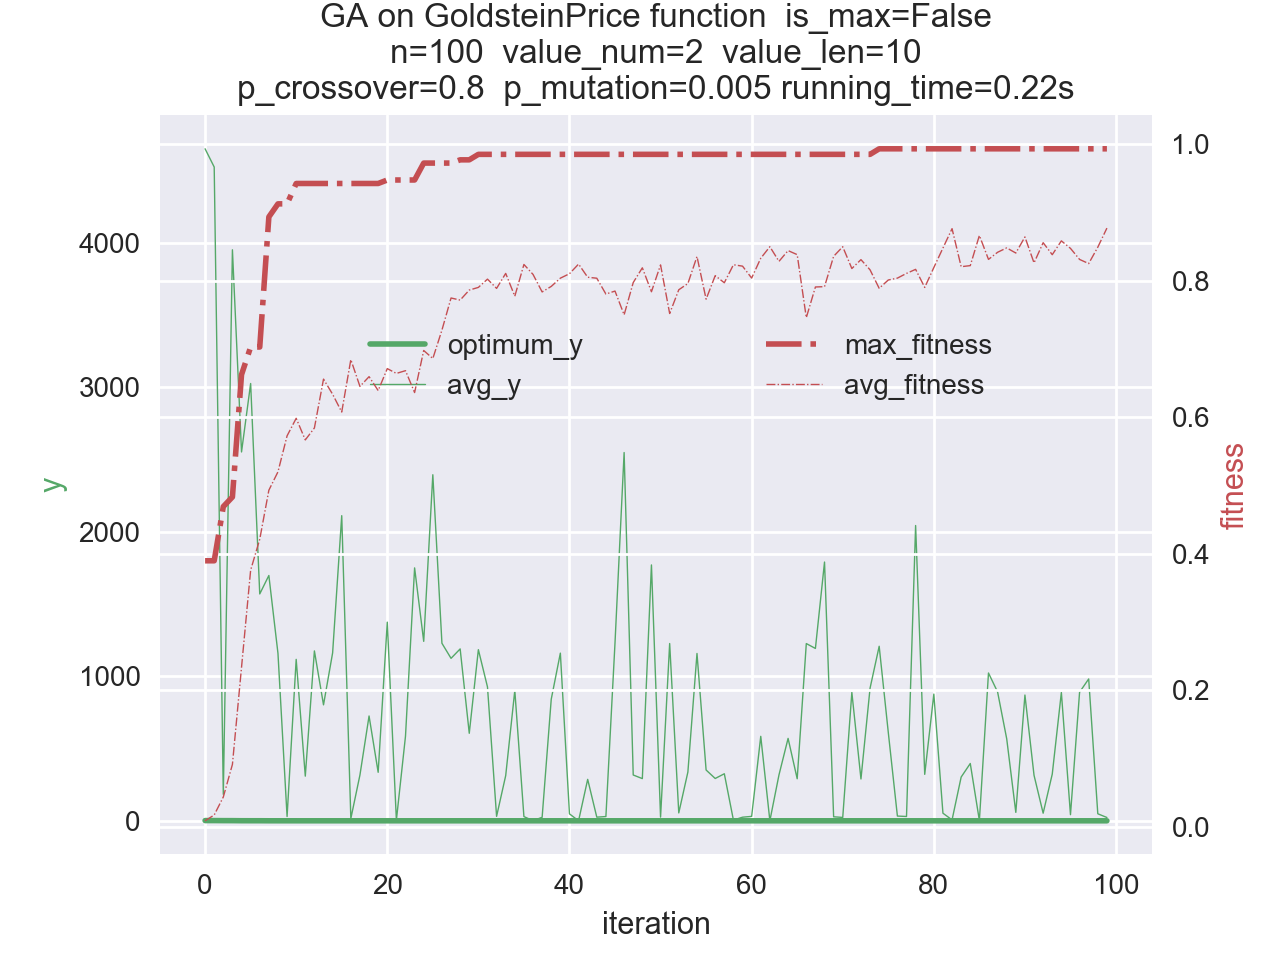 GA on GoldsteinPrice function  is_max=False
n=100  value_num=2  value_len=10
p_crossover=0.8  p_mutation=0.005 running_time=0.22s
4000
3000
2000
1000
0
y
1.0
0.8
0.6
0.4
0.2
0.0
fitness
optimum_y
avg_y
max_fitness
avg_fitness
0 20 40 60 80 100
iteration